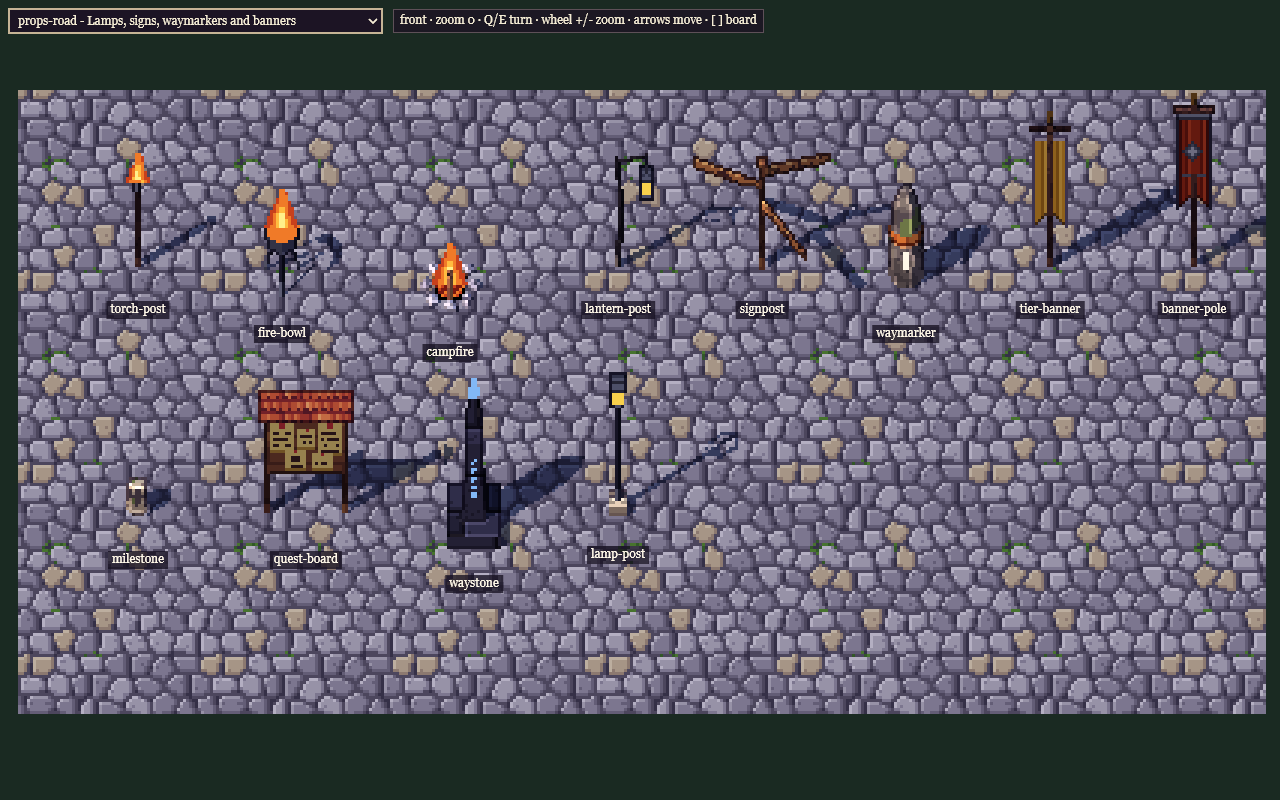 props-road - Lamps, signs, waymarkers and banners
front · zoom 0 · Q/E turn · wheel +/- zoom · arrows move · [ ] board
torch-post
fire-bowl
campfire
lantern-post
signpost
waymarker
tier-banner
banner-pole
milestone
quest-board
waystone
lamp-post